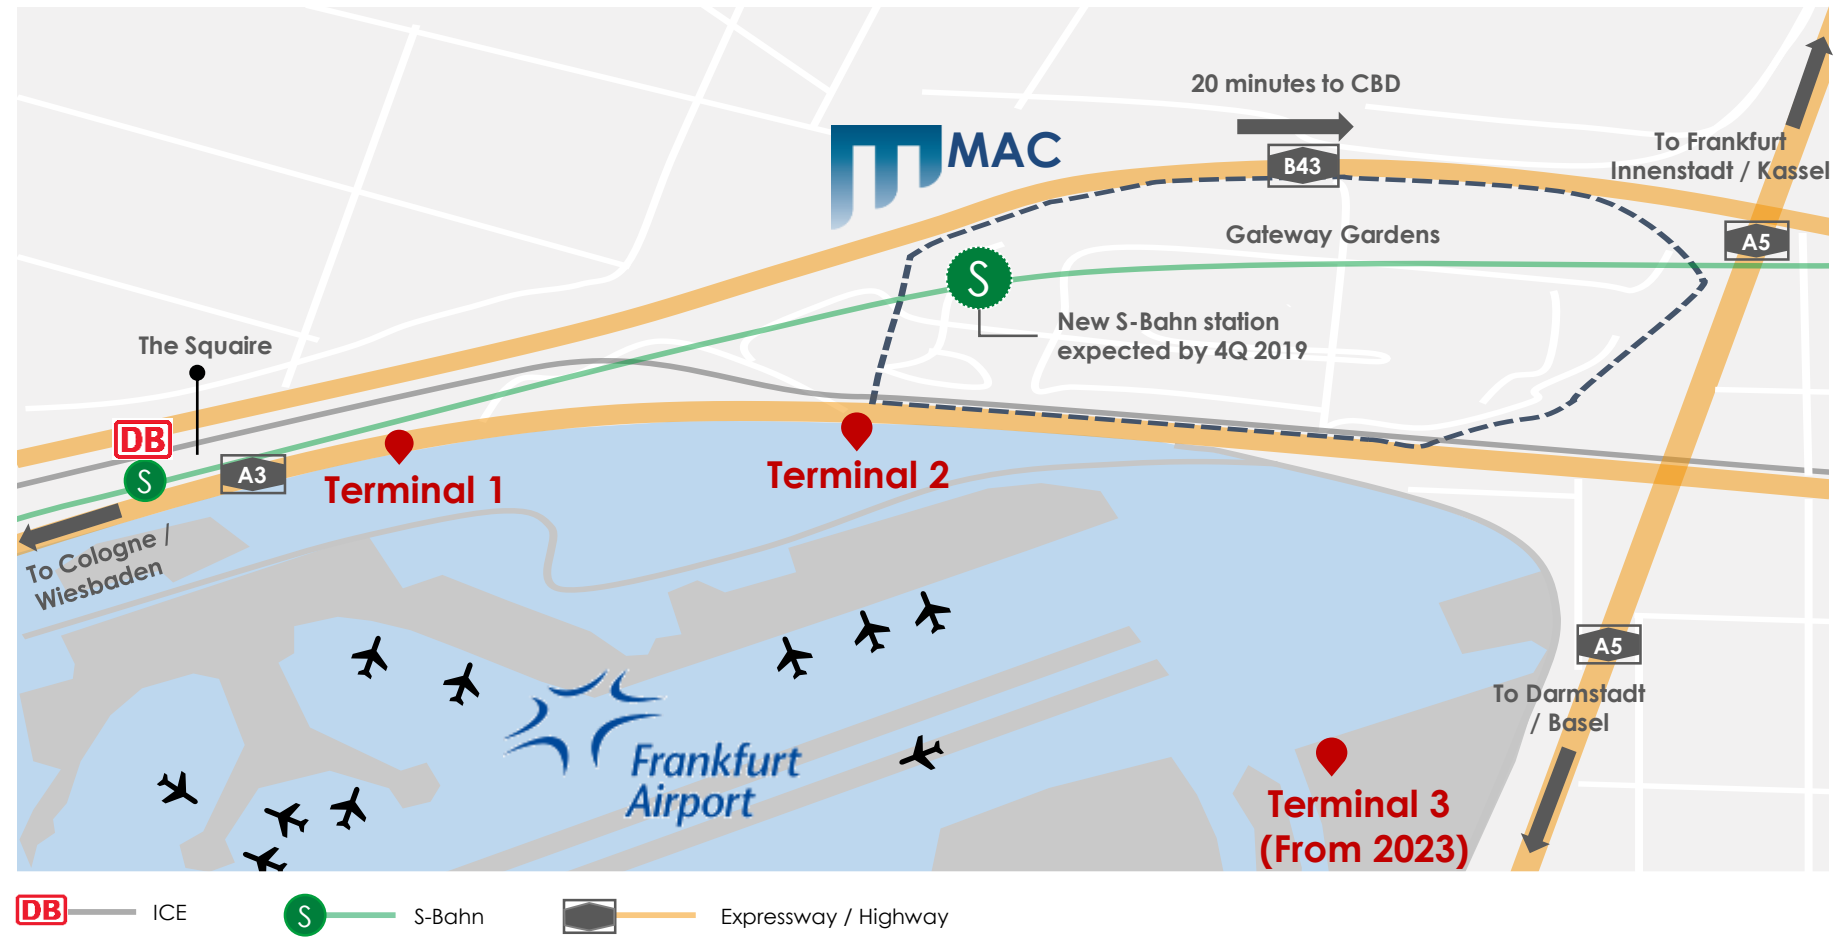 20 minutes to CBD
MAC
To Frankfurt
Innenstadt / Kassel
B43
Gateway Gardens
A5
S
New S-Bahn station
expected by 4Q 2019
The Squaire
DB
S
A3
Terminal 1
Terminal 2
To Cologne /
Wiesbaden
A5
To Darmstadt
/ Basel
Frankfurt
Airport
Terminal 3
(From 2023)
DB ICE
S S-Bahn
Expressway / Highway